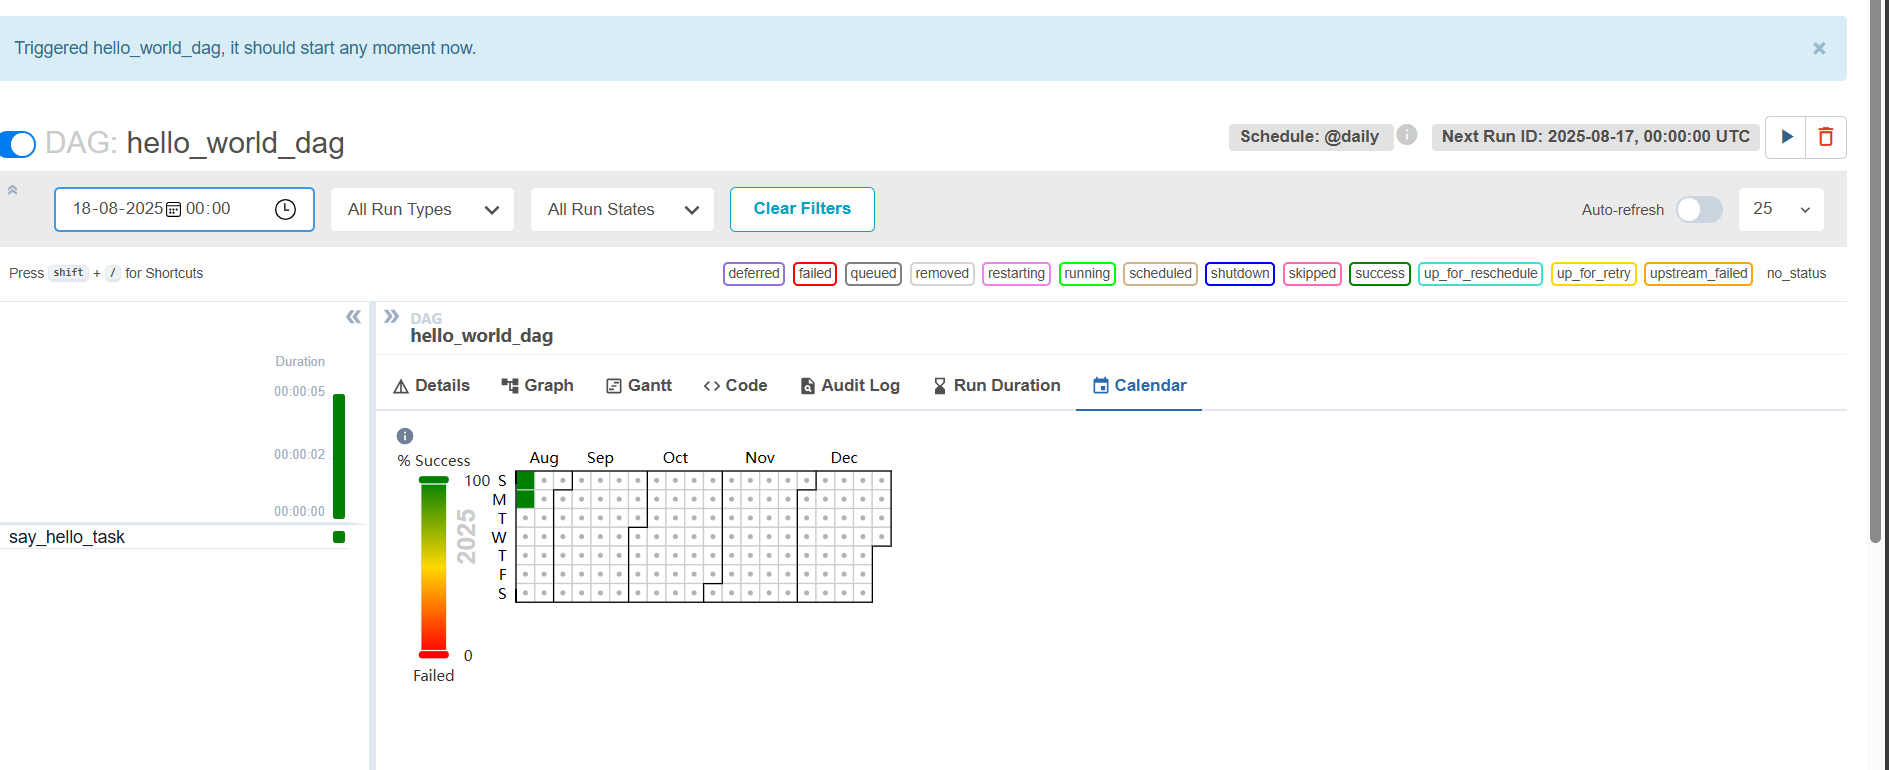 Triggered hello_world_dag, it should start any moment now.
×
DAG: hello_world_dag
Schedule: @daily
Next Run ID: 2025-08-17, 00:00:00 UTC
18-08-2025 00:00
All Run Types
All Run States
Clear Filters
Auto-refresh
25
Press shift + / for Shortcuts
deferred failed queued removed restarting running scheduled shutdown skipped success up_for_reschedule up_for_retry upstream_failed no_status
Duration
00:00:05
00:00:02
00:00:00
say_hello_task
DAG
hello_world_dag
Details
Graph
Gantt
Code
Audit Log
Run Duration
Calendar
% Success
100
0
Failed
2025
Aug Sep Oct Nov Dec
S
M
T
W
T
F
S